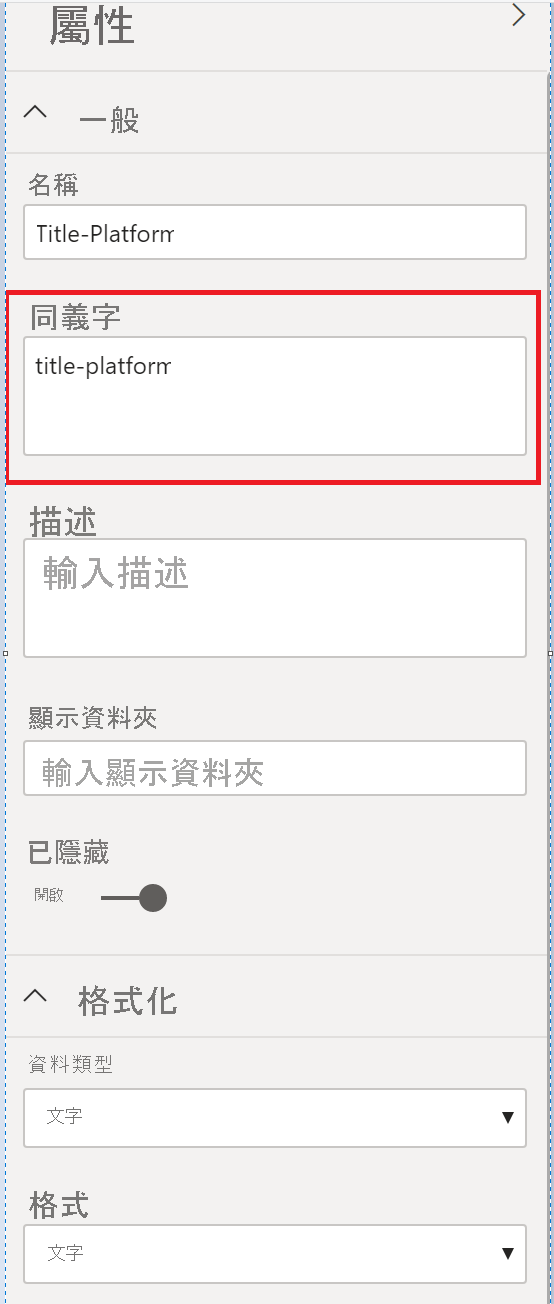 屬性
一般
名稱
Title-Platform
同義字
title-platform
描述
輸入描述
顯示資料夾
輸入顯示資料夾
已隱藏
開啟
格式化
資料類型
文字
格式
文字